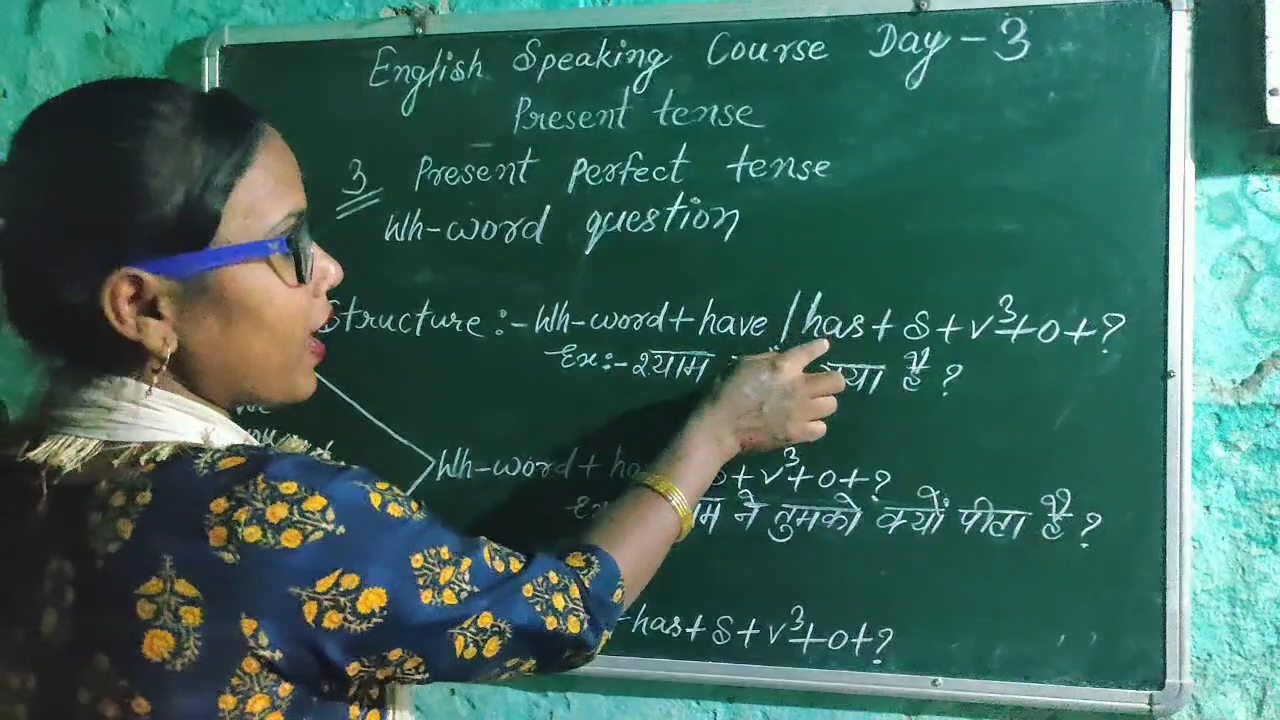 English Speaking Course Day-3
Present tense
3 Present perfect tense
Wh-word question
Structure:- Wh-word+have/has+S+v³+o+?
Ex:- श्याम है ?
Wh-word+ S+v³+o+?
ने तुमको क्यों पीटा है ?
has+S+v³+o+?